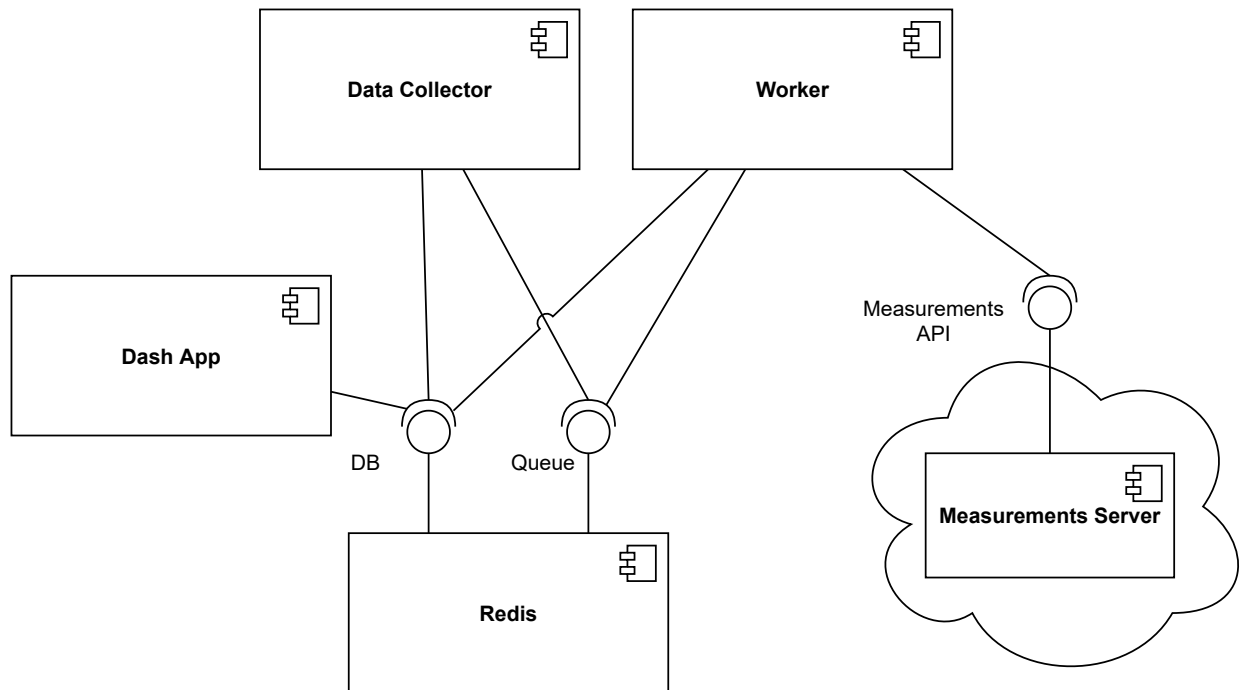 Data Collector
Worker
Dash App
Measurements
API
DB
Queue
Measurements Server
Redis